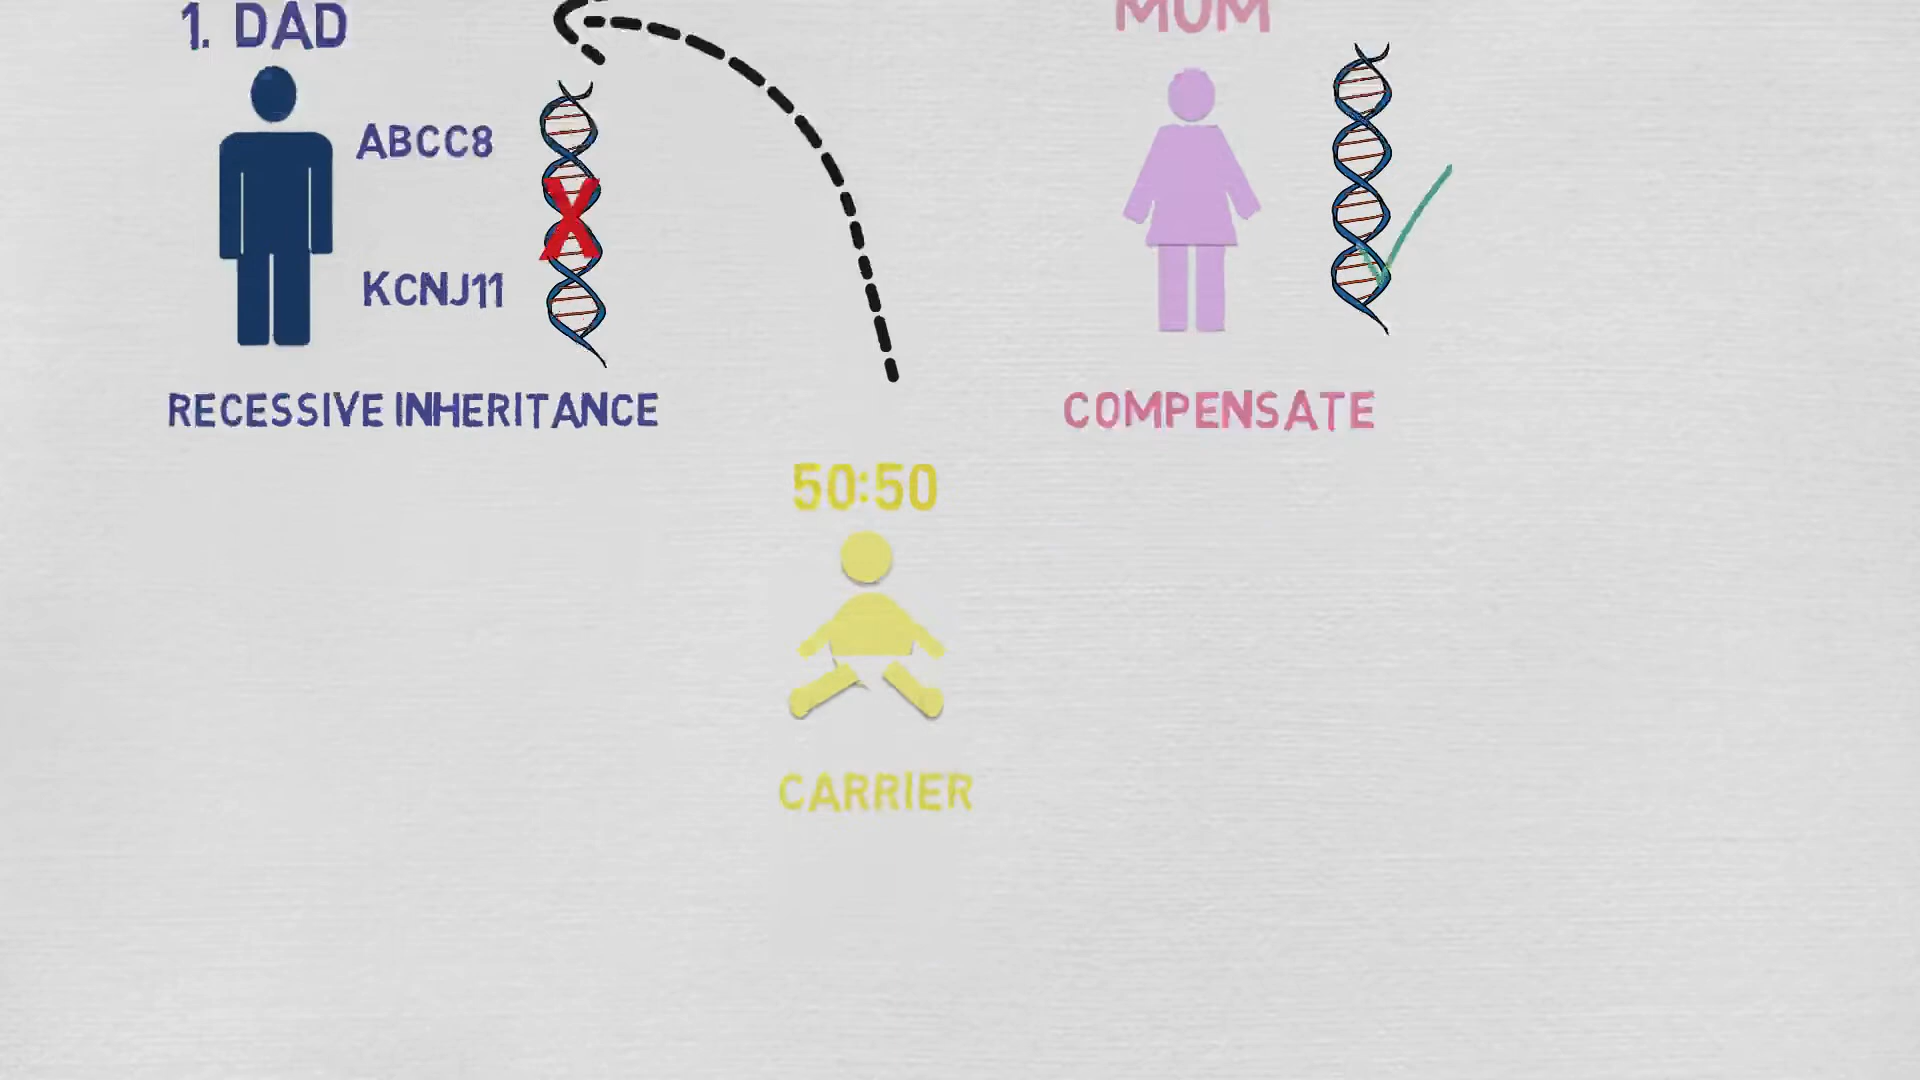 1. DAD
MUM
ABCC8
KCNJ11
RECESSIVE INHERITANCE
COMPENSATE
50:50
CARRIER